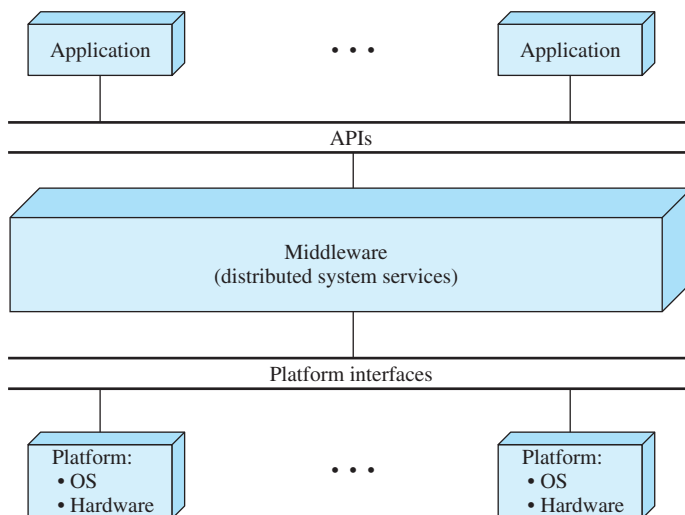 Application
• • •
Application
APIs
Middleware
(distributed system services)
Platform interfaces
Platform:
• OS
• Hardware
• • •
Platform:
• OS
• Hardware